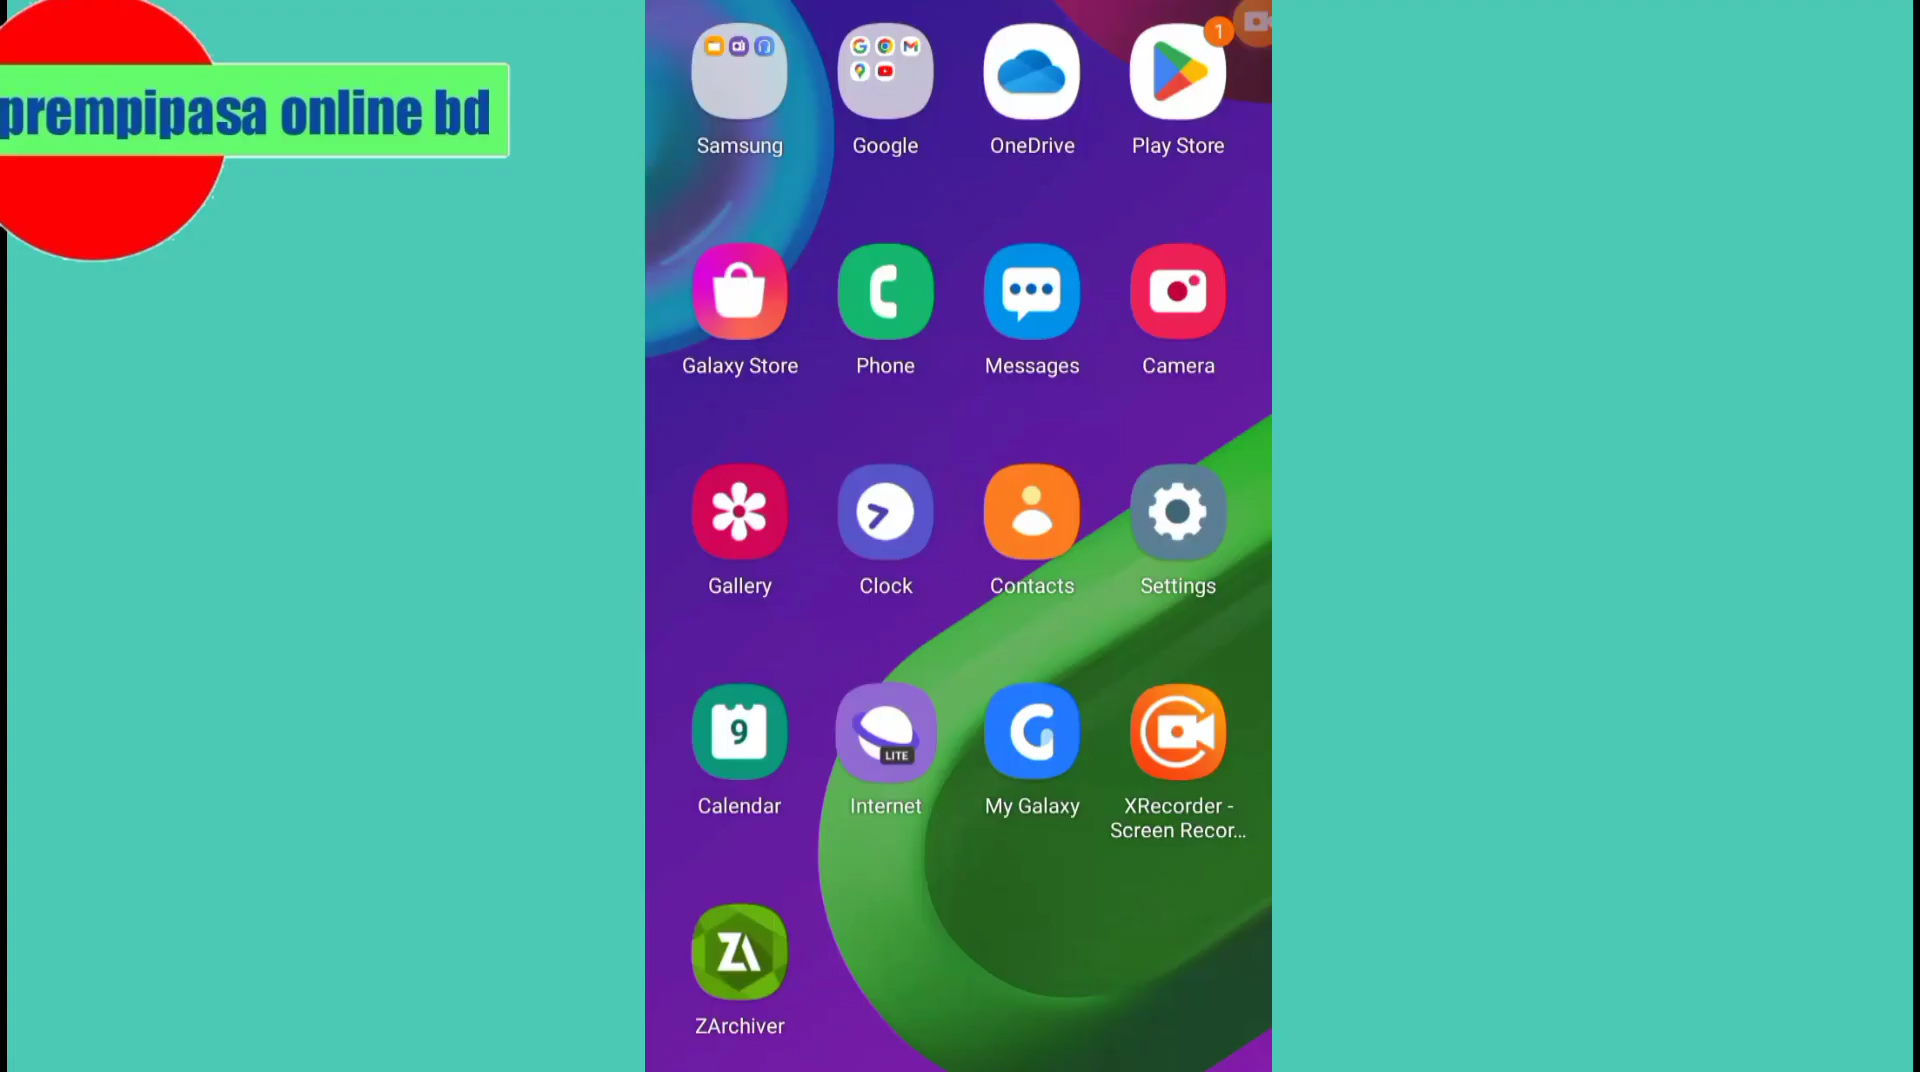 prempipasa online bd
1
Samsung
Google
OneDrive
Play Store
Galaxy Store
Phone
Messages
Camera
Gallery
Clock
Contacts
Settings
9
LITE
Calendar
Internet
My Galaxy
XRecorder -
Screen Recor...
ZA
ZArchiver